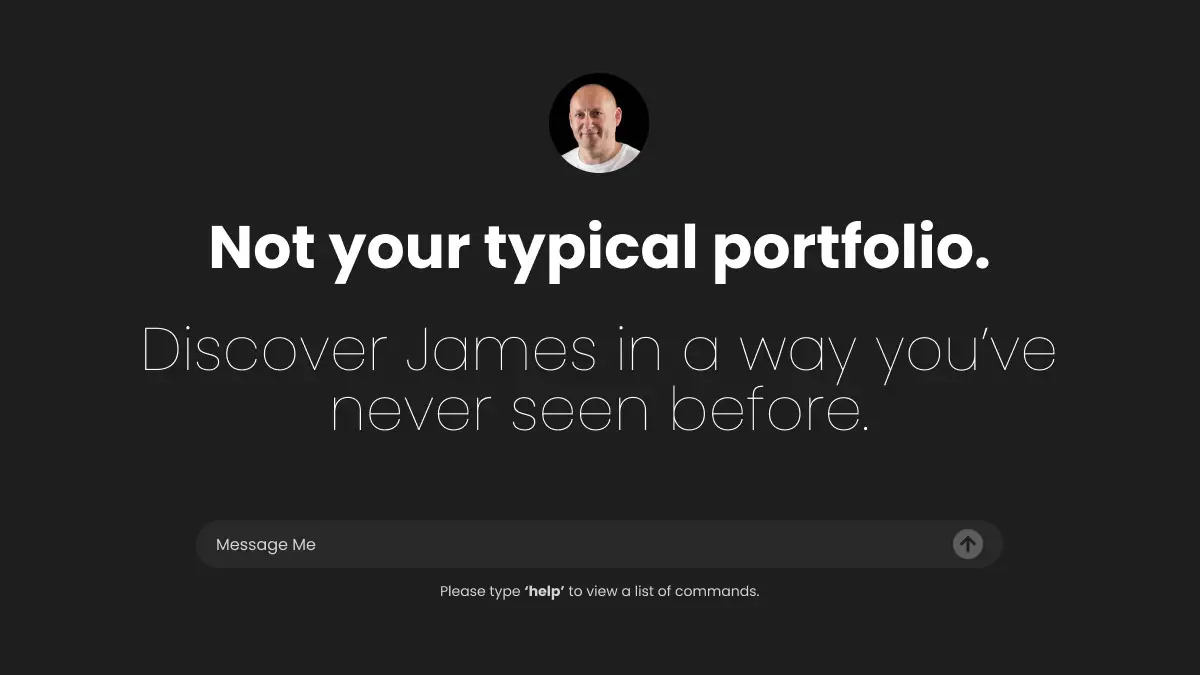 Not your typical portfolio.
Discover James in a way you’ve
never seen before.
Message Me
Please type ‘help’ to view a list of commands.